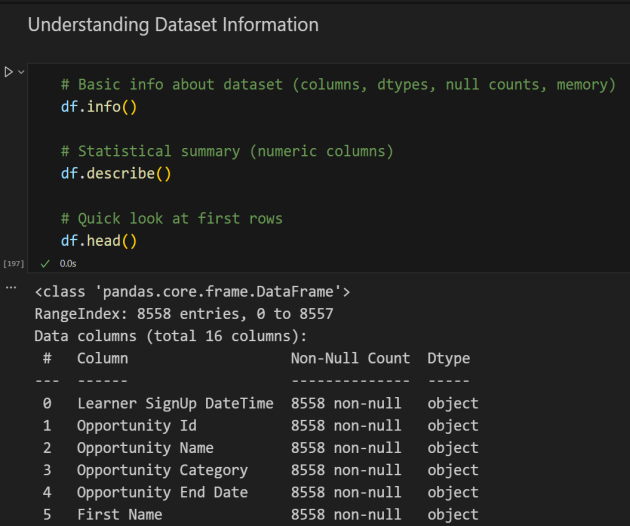 Understanding Dataset Information
# Basic info about dataset (columns, dtypes, null counts, memory)
df.info()
# Statistical summary (numeric columns)
df.describe()
# Quick look at first rows
df.head()
[197] ✓ 0.0s
... <class 'pandas.core.frame.DataFrame'>
RangeIndex: 8558 entries, 0 to 8557
Data columns (total 16 columns):
 #   Column                   Non-Null Count  Dtype
---  ------                   --------------  -----
 0   Learner SignUp DateTime  8558 non-null   object
 1   Opportunity Id           8558 non-null   object
 2   Opportunity Name         8558 non-null   object
 3   Opportunity Category     8558 non-null   object
 4   Opportunity End Date     8558 non-null   object
 5   First Name               8558 non-null   object